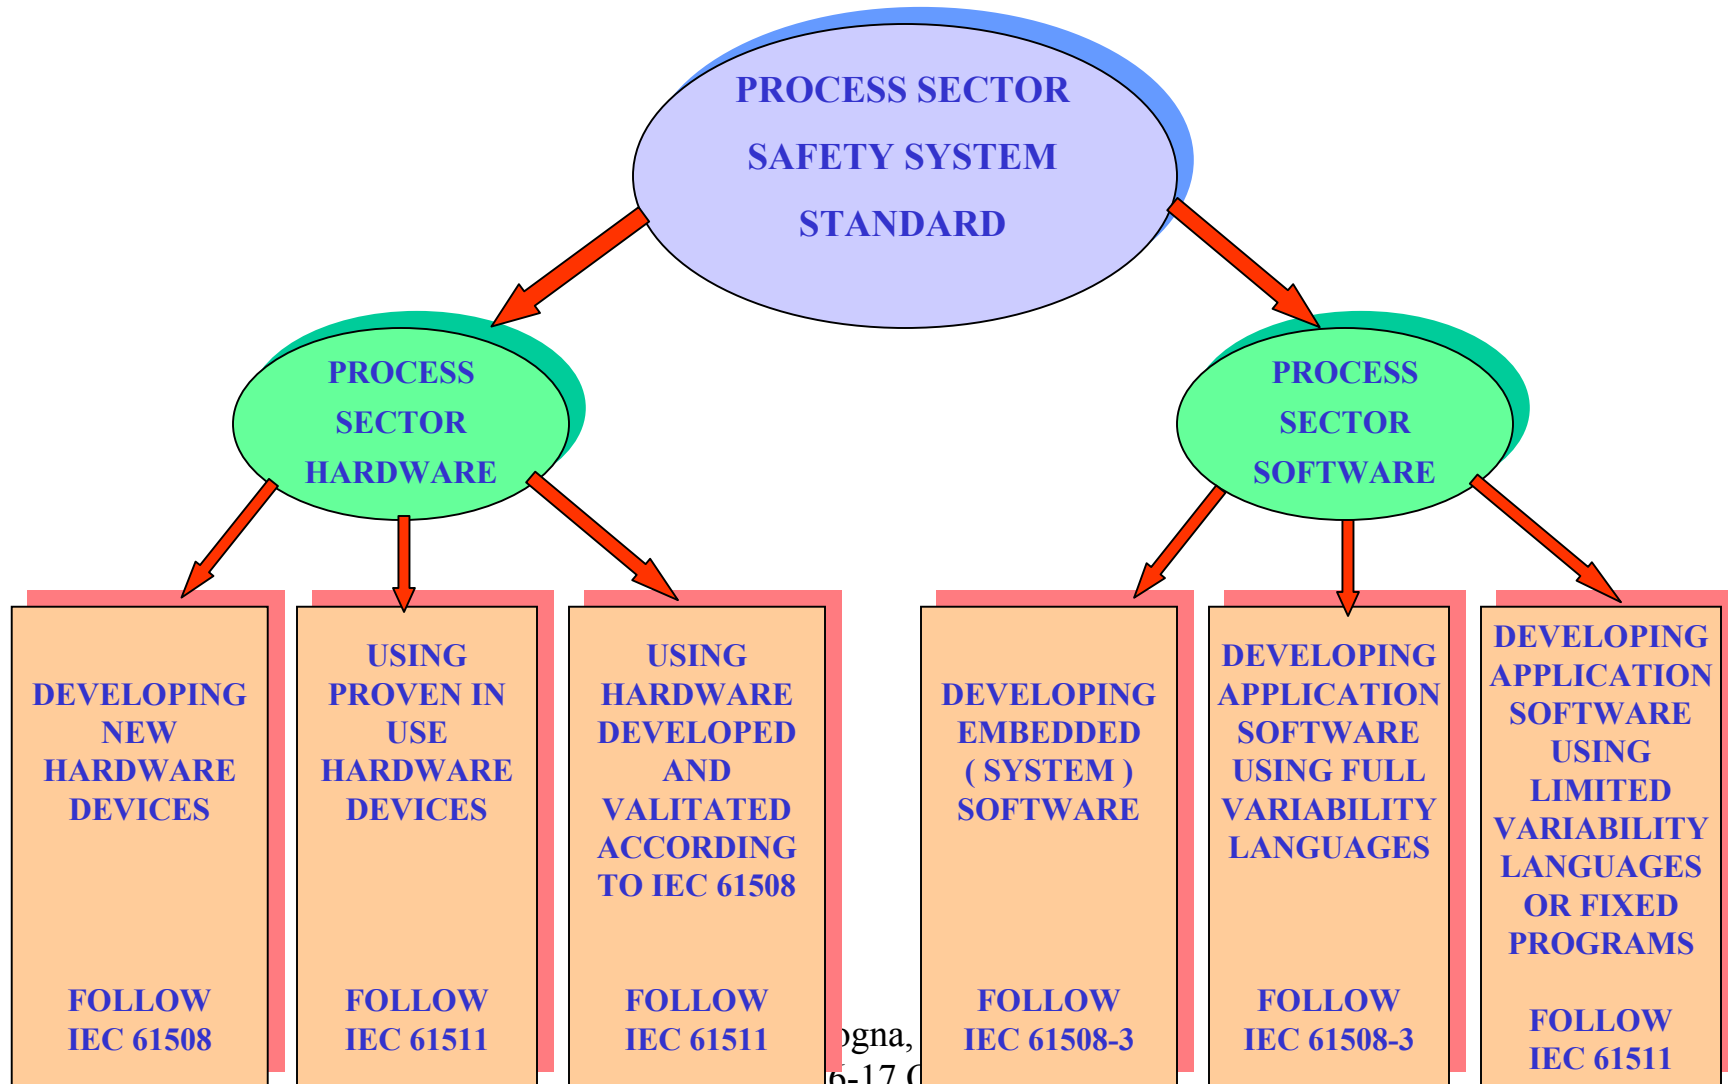 PROCESS SECTOR
SAFETY SYSTEM
STANDARD
PROCESS
SECTOR
HARDWARE
PROCESS
SECTOR
SOFTWARE
DEVELOPING
NEW
HARDWARE
DEVICES
FOLLOW
IEC 61508
USING
PROVEN IN
USE
HARDWARE
DEVICES
FOLLOW
IEC 61511
USING
HARDWARE
DEVELOPED
AND
VALITATED
ACCORDING
TO IEC 61508
FOLLOW
IEC 61511
DEVELOPING
EMBEDDED
( SYSTEM )
SOFTWARE
FOLLOW
IEC 61508-3
DEVELOPING
APPLICATION
SOFTWARE
USING FULL
VARIABILITY
LANGUAGES
FOLLOW
IEC 61508-3
DEVELOPING
APPLICATION
SOFTWARE
USING
LIMITED
VARIABILITY
LANGUAGES
OR FIXED
PROGRAMS
FOLLOW
IEC 61511
ogna,
6-17